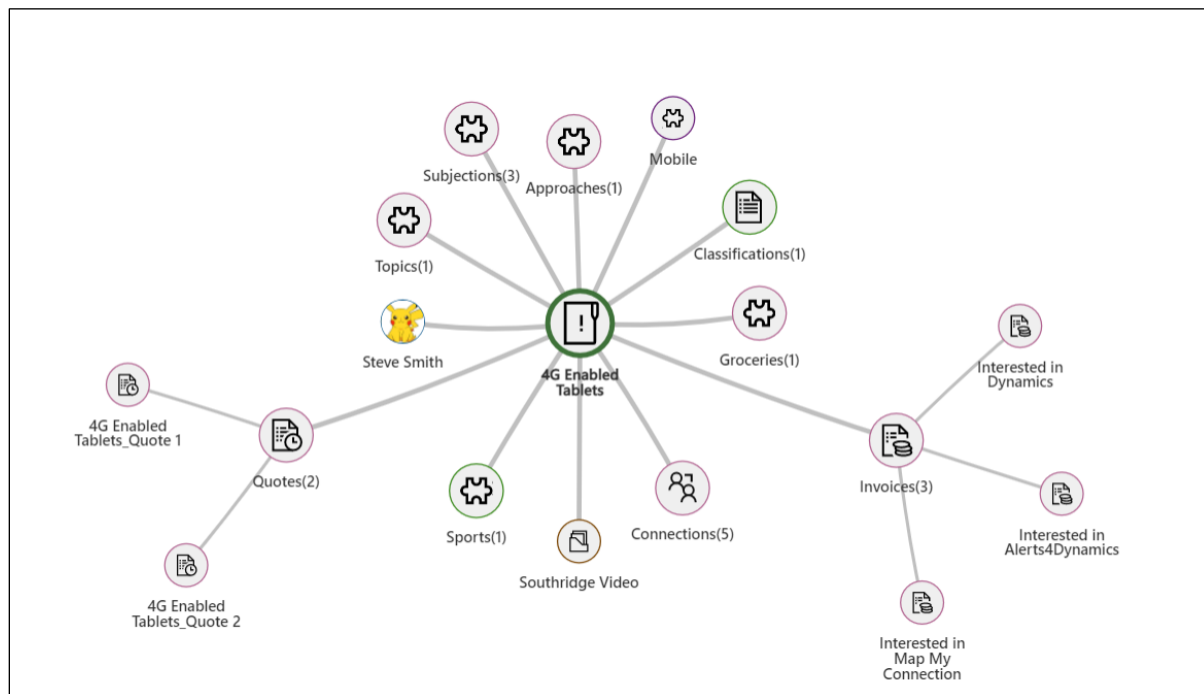 Mobile
Subjections(3)
Approaches(1)
Classifications(1)
Topics(1)
Steve Smith
4G Enabled
Tablets
Groceries(1)
Interested in
Dynamics
4G Enabled
Tablets_Quote 1
Quotes(2)
Invoices(3)
Sports(1)
Connections(5)
Southridge Video
Interested in
Alerts4Dynamics
4G Enabled
Tablets_Quote 2
Interested in
Map My
Connection